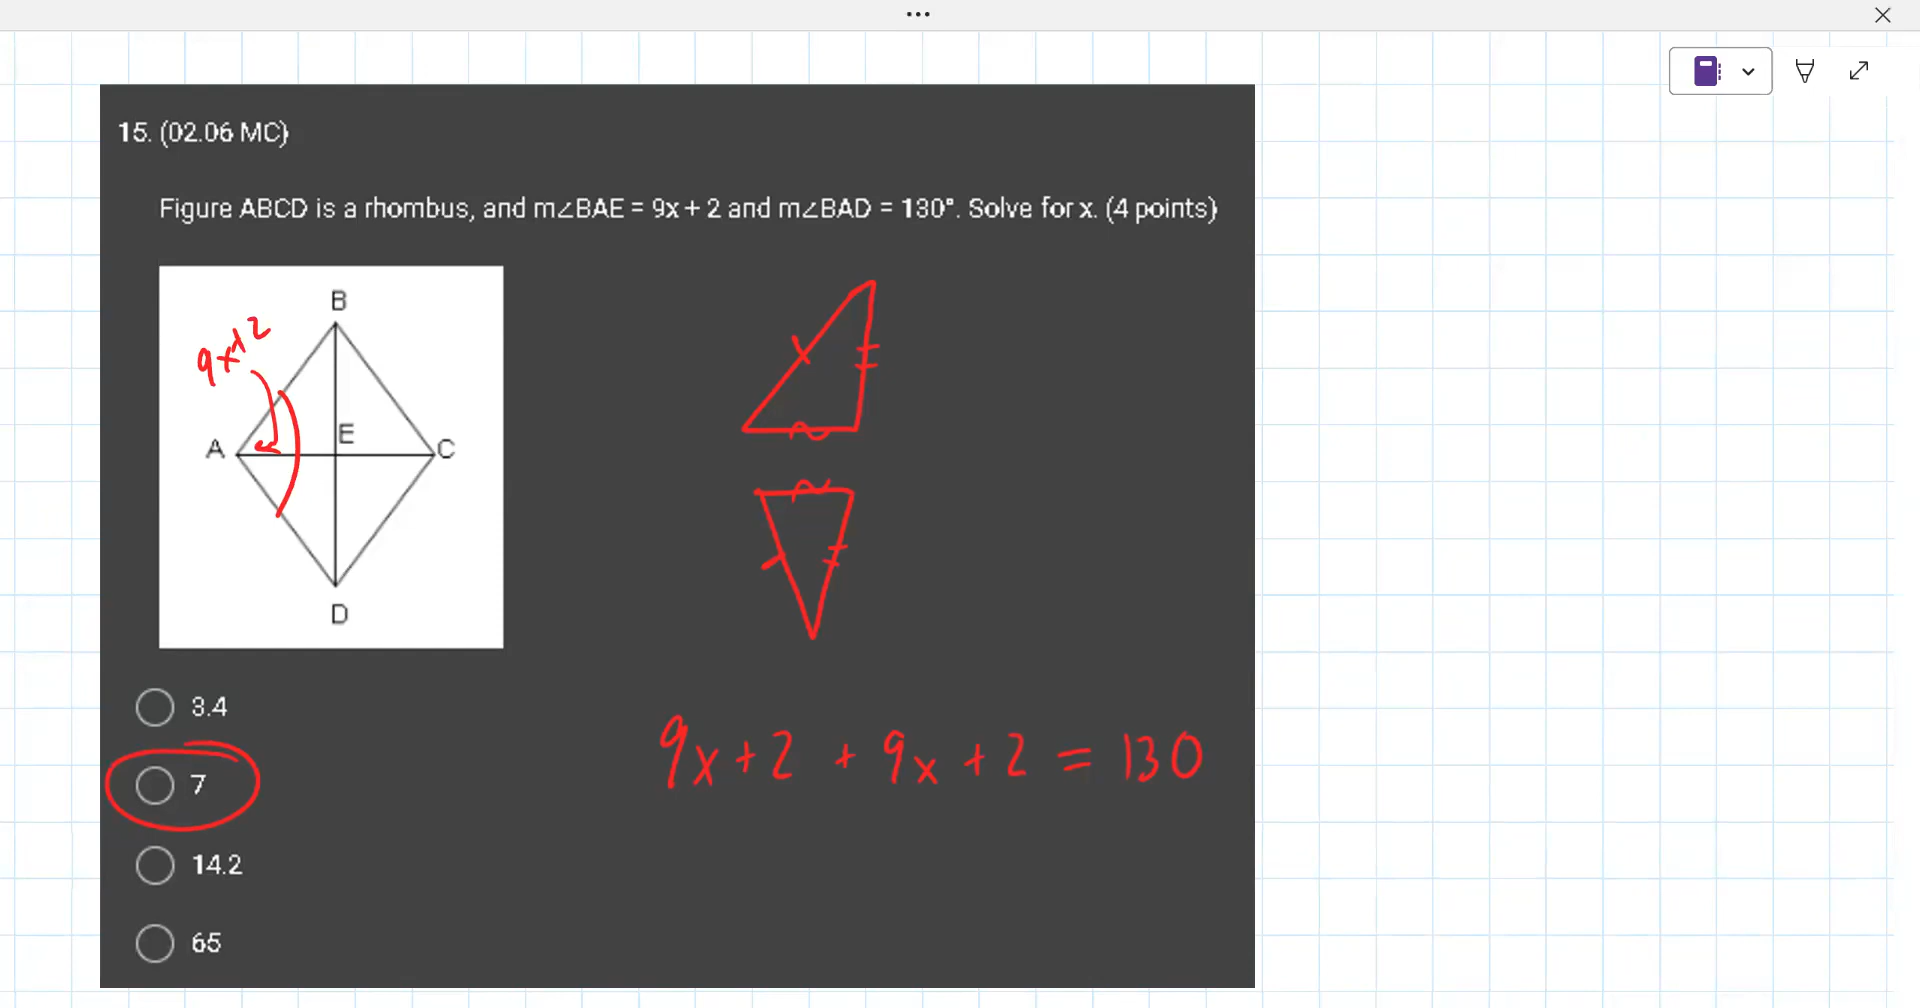 15. (02.06 MC)
Figure ABCD is a rhombus, and m∠BAE = 9x + 2 and m∠BAD = 130°. Solve for x. (4 points)
B
9x+2
E
A
C
D
3.4
7
9x+2 + 9x +2 = 130
14.2
65